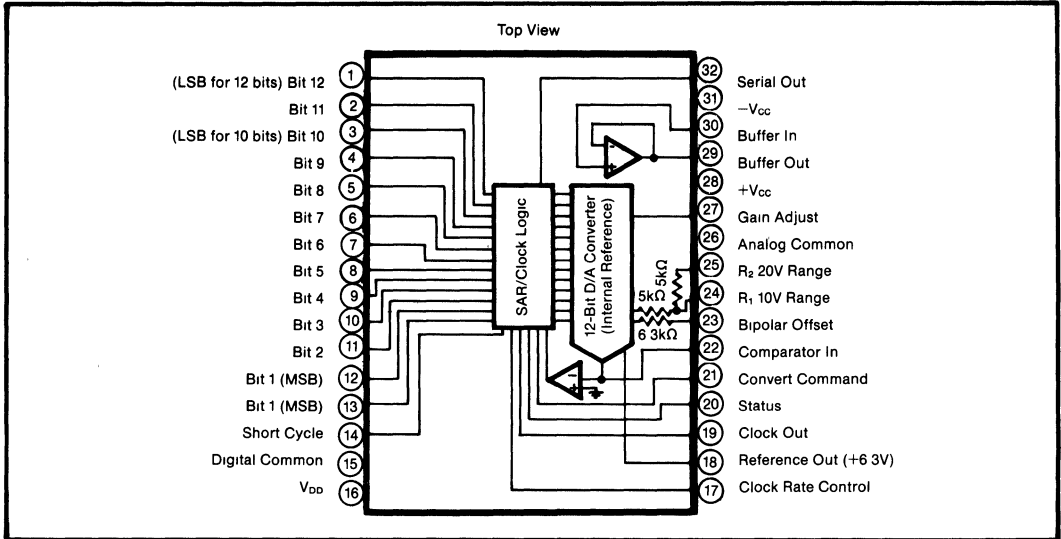 Top View
(LSB for 12 bits) Bit 12 1
Bit 11 2
(LSB for 10 bits) Bit 10 3
Bit 9 4
Bit 8 5
Bit 7 6
Bit 6 7
Bit 5 8
Bit 4 9
Bit 3 10
Bit 2 11
Bit 1 (MSB) 12
Bit 1 (MSB) 13
Short Cycle 14
Digital Common 15
V_DD 16
SAR/Clock Logic
12-Bit D/A Converter
(Internal Reference)
-
+
5kΩ
5kΩ
6 3kΩ
-
+
32 Serial Out
31 −Vcc
30 Buffer In
29 Buffer Out
28 +Vcc
27 Gain Adjust
26 Analog Common
25 R₂ 20V Range
24 R₁ 10V Range
23 Bipolar Offset
22 Comparator In
21 Convert Command
20 Status
19 Clock Out
18 Reference Out (+6 3V)
17 Clock Rate Control